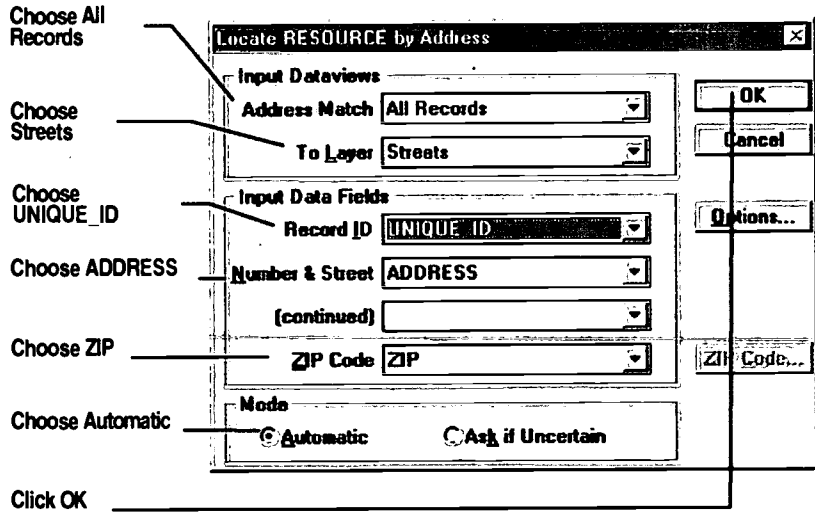 Choose All
Records
Locate RESOURCE by Address
Input Dataviews
Address Match All Records
OK
Choose
Streets
To Layer Streets
Cancel
Choose
UNIQUE_ID
Input Data Fields
Record ID UNIQUE_ID
Options...
Choose ADDRESS
Number & Street ADDRESS
(continued)
Choose ZIP
ZIP Code ZIP
ZIP Code...
Mode
Choose Automatic
Automatic Ask if Uncertain
Click OK